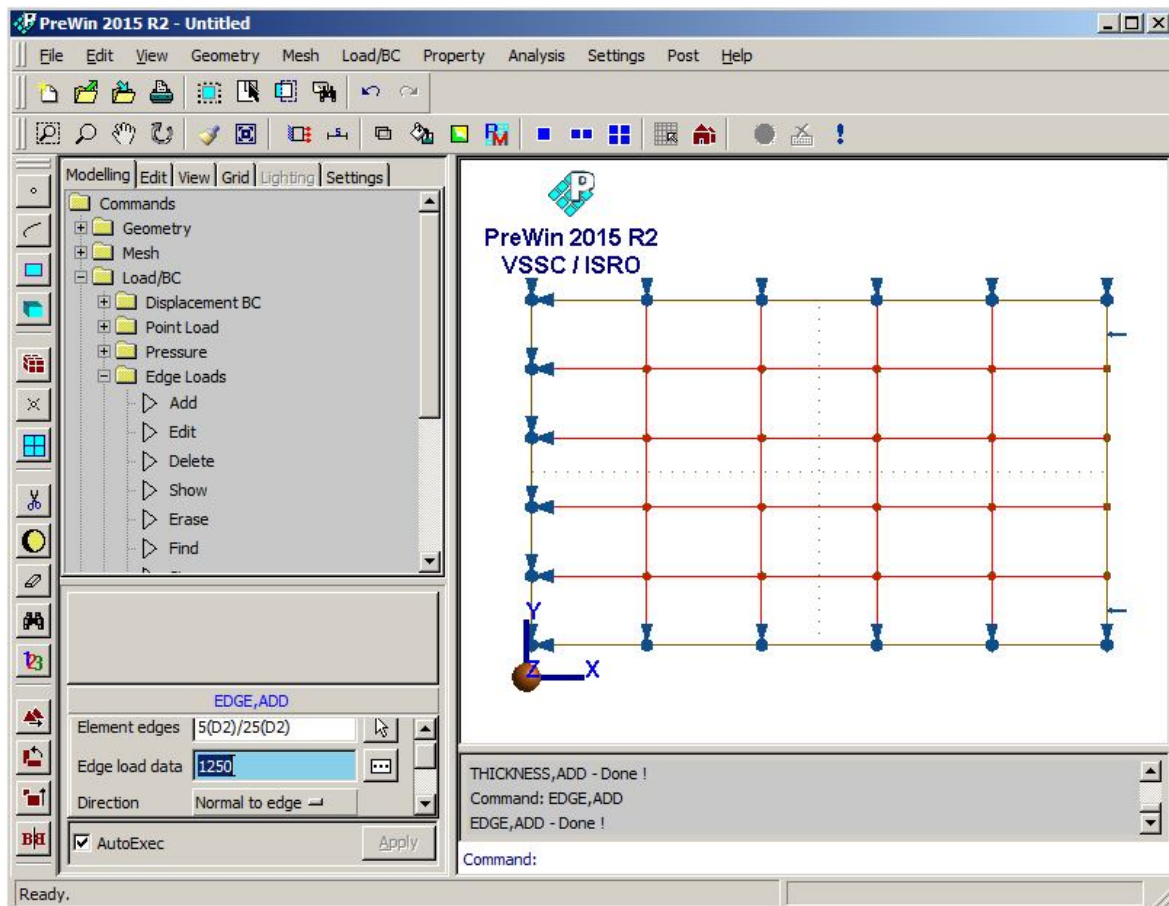 PreWin 2015 R2 - Untitled
File Edit View Geometry Mesh Load/BC Property Analysis Settings Post Help
Modelling Edit View Grid Lighting Settings
Commands
Geometry
Mesh
Load/BC
Displacement BC
Point Load
Pressure
Edge Loads
Add
Edit
Delete
Show
Erase
Find
EDGE,ADD
Element edges 5(D2)/25(D2)
Edge load data 1250
Direction Normal to edge
AutoExec Apply
P
PreWin 2015 R2
VSSC / ISRO
Y
Z X
THICKNESS,ADD - Done !
Command: EDGE,ADD
EDGE,ADD - Done !
Command:
Ready.